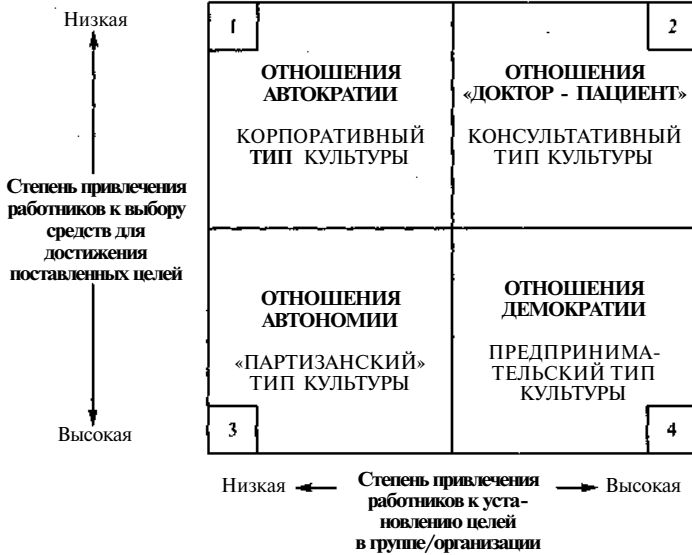 Низкая
1
2
ОТНОШЕНИЯ
АВТОКРАТИИ
КОРПОРАТИВНЫЙ
ТИП КУЛЬТУРЫ
ОТНОШЕНИЯ
«ДОКТОР - ПАЦИЕНТ»
КОНСУЛЬТАТИВНЫЙ
ТИП КУЛЬТУРЫ
Степень привлечения
работников к выбору
средств для
достижения
поставленных целей
ОТНОШЕНИЯ
АВТОНОМИИ
«ПАРТИЗАНСКИЙ»
ТИП КУЛЬТУРЫ
ОТНОШЕНИЯ
ДЕМОКРАТИИ
ПРЕДПРИНИМА-
ТЕЛЬСКИЙ ТИП
КУЛЬТУРЫ
Высокая
3
4
Низкая
Степень привлечения
работников к уста-
новлению целей
в группе/организации
Высокая